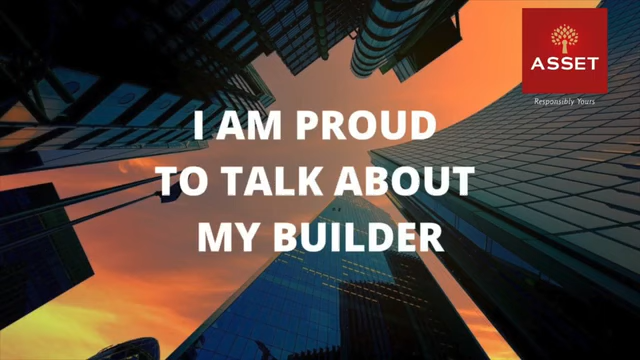 ASSET
Responsibly Yours
I AM PROUD
TO TALK ABOUT
MY BUILDER